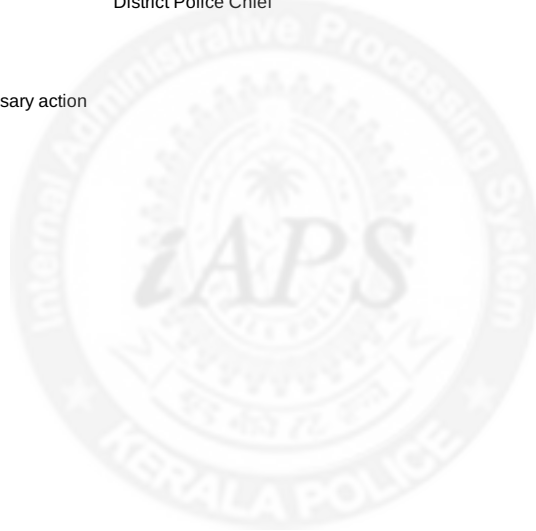 District Police Chief
sary action
Internal Administrative Processing System
iAPS
KERALA POLICE